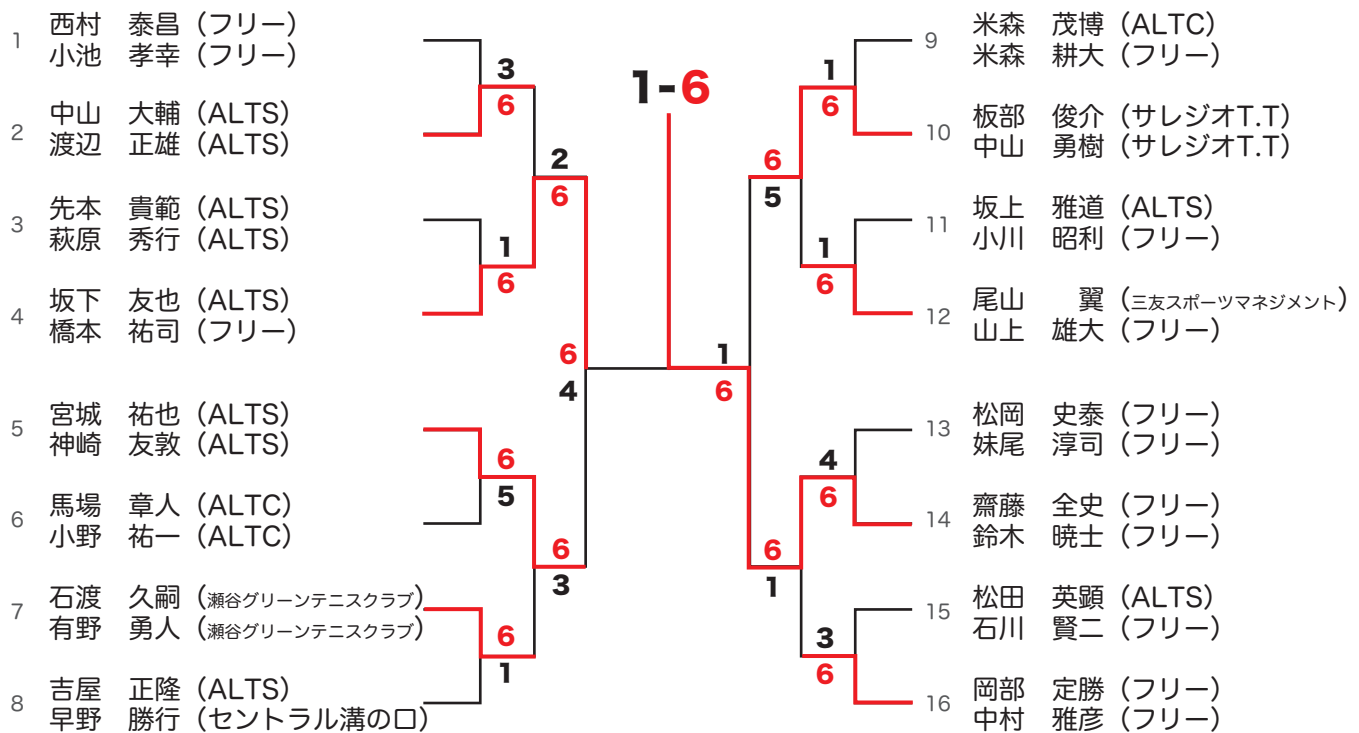 1 西村 泰昌（フリー）
小池 孝幸（フリー）
2 中山 大輔（ALTS）
渡辺 正雄（ALTS）
3 先本 貴範（ALTS）
萩原 秀行（ALTS）
4 坂下 友也（ALTS）
橋本 祐司（フリー）
5 宮城 祐也（ALTS）
神崎 友敦（ALTS）
6 馬場 章人（ALTC）
小野 祐一（ALTC）
7 石渡 久嗣（瀬谷グリーンテニスクラブ）
有野 勇人（瀬谷グリーンテニスクラブ）
8 吉屋 正隆（ALTS）
早野 勝行（セントラル溝の口）
3
6
1
6
6
5
6
1
2
6
6
3
6
4
1-6
1
6
6
5
6
1
1
6
1
6
4
6
3
6
9 米森 茂博（ALTC）
米森 耕大（フリー）
10 板部 俊介（サレジオT.T）
中山 勇樹（サレジオT.T）
11 坂上 雅道（ALTS）
小川 昭利（フリー）
12 尾山 翼（三友スポーツマネジメント）
山上 雄大（フリー）
13 松岡 史泰（フリー）
妹尾 淳司（フリー）
14 齋藤 全史（フリー）
鈴木 暁士（フリー）
15 松田 英顕（ALTS）
石川 賢二（フリー）
16 岡部 定勝（フリー）
中村 雅彦（フリー）